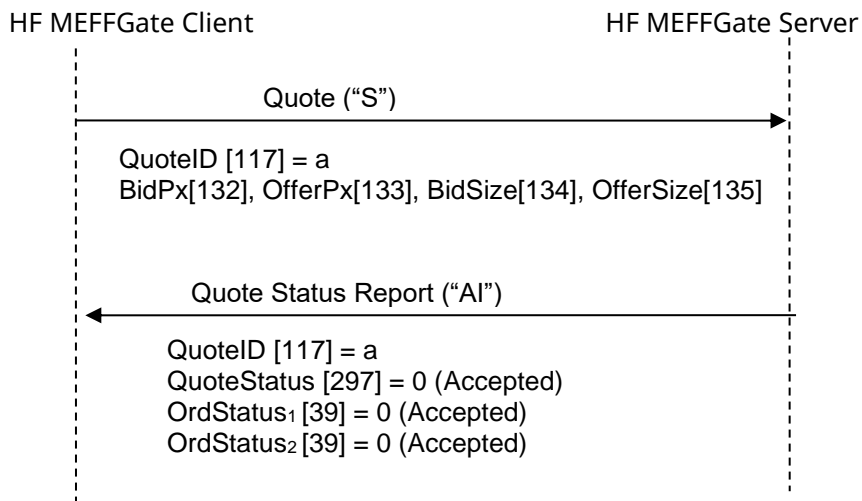 HF MEFFGate Client
HF MEFFGate Server
Quote (“S”)
QuoteID [117] = a
BidPx[132], OfferPx[133], BidSize[134], OfferSize[135]
Quote Status Report (“AI”)
QuoteID [117] = a
QuoteStatus [297] = 0 (Accepted)
OrdStatus₁ [39] = 0 (Accepted)
OrdStatus₂ [39] = 0 (Accepted)